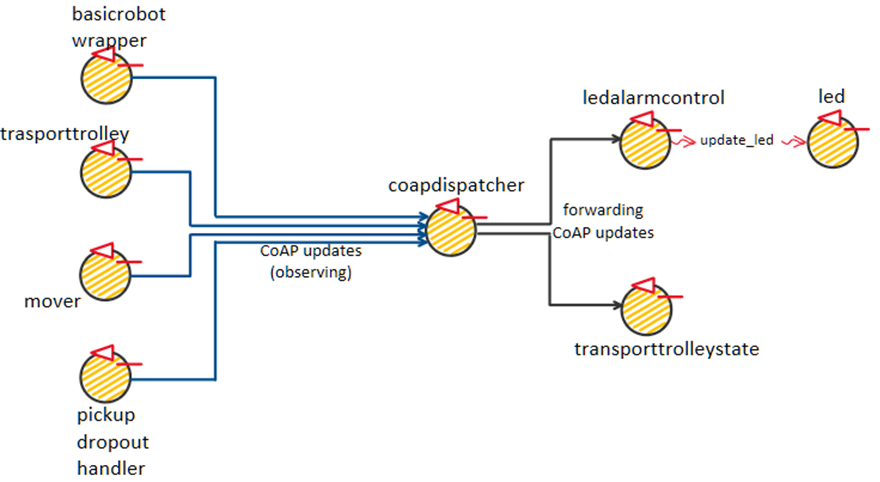 basicrobot
wrapper
trasporttrolley
mover
pickup
dropout
handler
CoAP updates
(observing)
coapdispatcher
forwarding
CoAP updates
ledalarmcontrol
update_led
led
transporttrolleystate